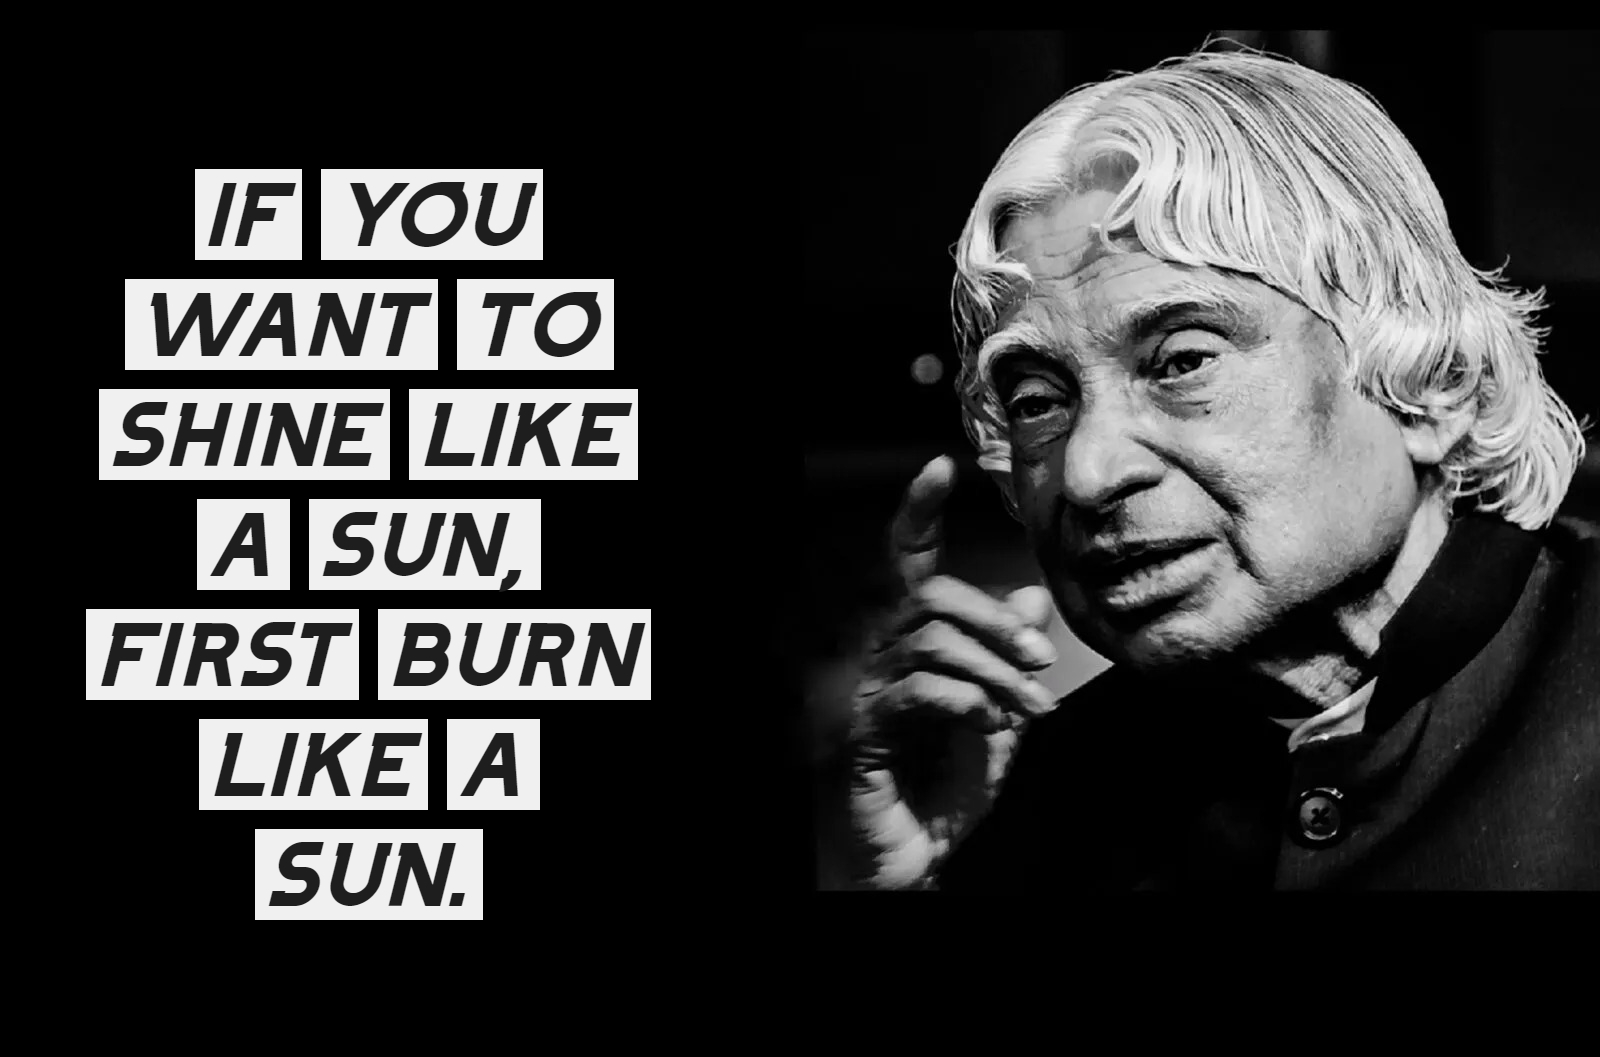 IF YOU
WANT TO
SHINE LIKE
A SUN,
FIRST BURN
LIKE A
SUN.